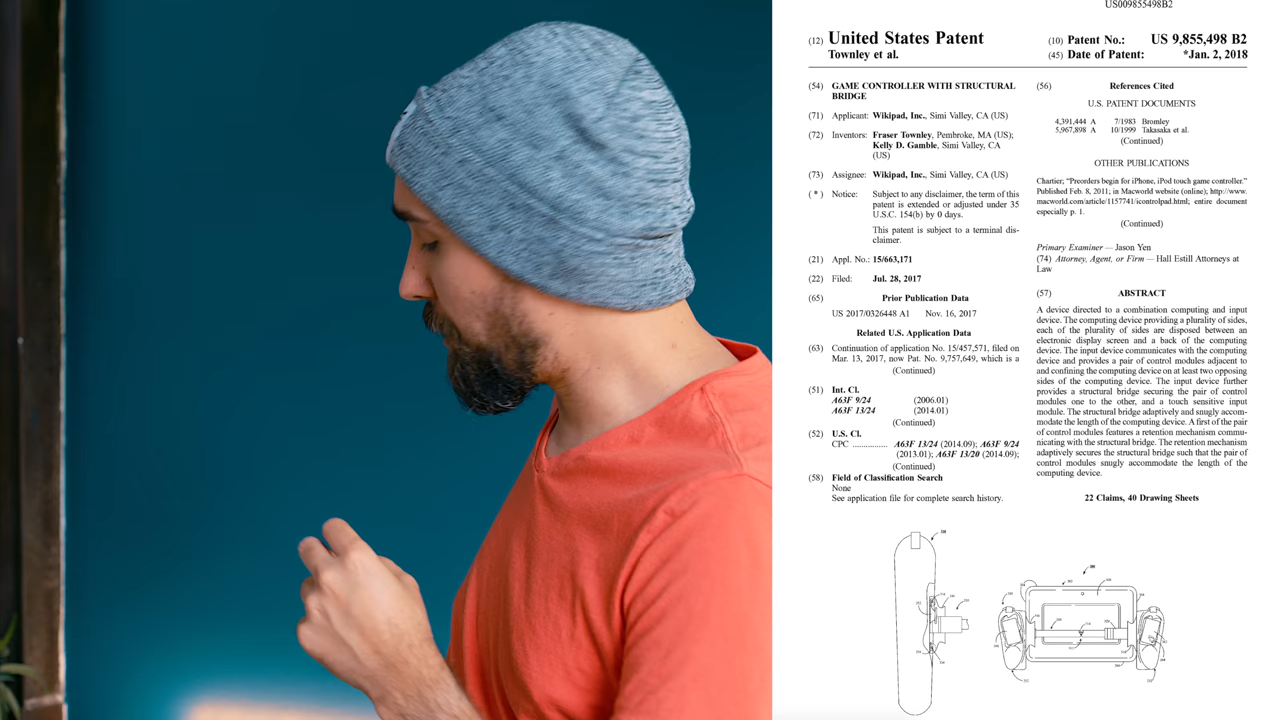 US009855498B2
(12) United States Patent
Townley et al.
(10) Patent No.: US 9,855,498 B2
(45) Date of Patent: *Jan. 2, 2018
(54) GAME CONTROLLER WITH STRUCTURAL
BRIDGE
(71) Applicant: Wikipad, Inc., Simi Valley, CA (US)
(72) Inventors: Fraser Townley, Pembroke, MA (US);
Kelly D. Gamble, Simi Valley, CA
(US)
(73) Assignee: Wikipad, Inc., Simi Valley, CA (US)
( * ) Notice: Subject to any disclaimer, the term of this
patent is extended or adjusted under 35
U.S.C. 154(b) by 0 days.
This patent is subject to a terminal dis-
claimer.
(21) Appl. No.: 15/663,171
(22) Filed: Jul. 28, 2017
(65) Prior Publication Data
US 2017/0326448 A1 Nov. 16, 2017
Related U.S. Application Data
(63) Continuation of application No. 15/457,571, filed on
Mar. 13, 2017, now Pat. No. 9,757,649, which is a
(Continued)
(51) Int. Cl.
A63F 9/24 (2006.01)
A63F 13/24 (2014.01)
(Continued)
(52) U.S. Cl.
CPC ................ A63F 13/24 (2014.09); A63F 9/24
(2013.01); A63F 13/20 (2014.09);
(Continued)
(58) Field of Classification Search
None
See application file for complete search history.
(56) References Cited
U.S. PATENT DOCUMENTS
4,391,444 A 7/1983 Bromley
5,967,898 A 10/1999 Takasaka et al.
(Continued)
OTHER PUBLICATIONS
Chartier; “Preorders begin for iPhone, iPod touch game controller.”
Published Feb. 8, 2011; in Macworld website (online); http://www.
macworld.com/article/1157741/icontrolpad.html; entire document
especially p. 1.
(Continued)
Primary Examiner — Jason Yen
(74) Attorney, Agent, or Firm — Hall Estill Attorneys at
Law
(57) ABSTRACT
A device directed to a combination computing and input
device. The computing device providing a plurality of sides,
each of the plurality of sides are disposed between an
electronic display screen and a back of the computing
device. The input device communicates with the computing
device and provides a pair of control modules adjacent to
and confining the computing device on at least two opposing
sides of the computing device. The input device further
provides a structural bridge securing the pair of control
modules one to the other, and a touch sensitive input
module. The structural bridge adaptively and snugly accom-
modate the length of the computing device. A first of the pair
of control modules features a retention mechanism commu-
nicating with the structural bridge. The retention mechanism
adaptively secures the structural bridge such that the pair of
control modules snugly accommodate the length of the
computing device.
22 Claims, 40 Drawing Sheets